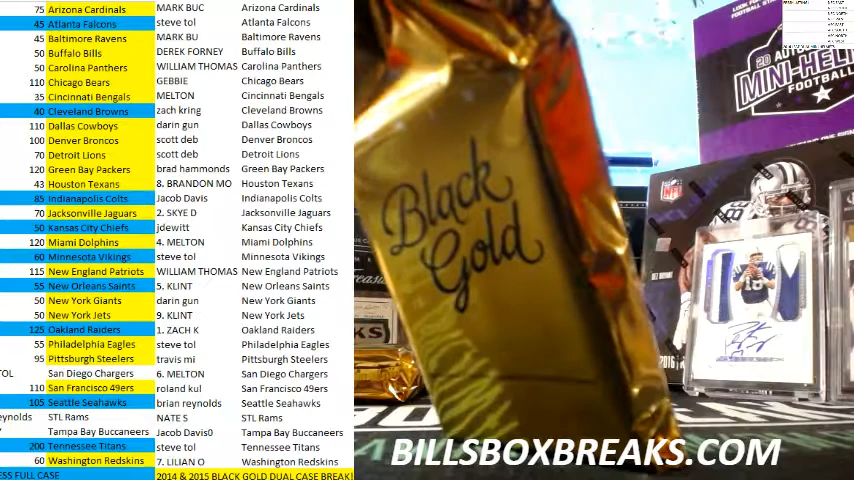 75 Arizona Cardinals MARK BUC Arizona Cardinals
45 Atlanta Falcons steve tol Atlanta Falcons
45 Baltimore Ravens MARK BU Baltimore Ravens
50 Buffalo Bills DEREK FORNEY Buffalo Bills
50 Carolina Panthers WILLIAM THOMAS Carolina Panthers
110 Chicago Bears GEBBIE Chicago Bears
35 Cincinnati Bengals MELTON Cincinnati Bengals
40 Cleveland Browns zach kring Cleveland Browns
110 Dallas Cowboys darin gun Dallas Cowboys
100 Denver Broncos scott deb Denver Broncos
70 Detroit Lions scott deb Detroit Lions
120 Green Bay Packers brad hammonds Green Bay Packers
43 Houston Texans 8. BRANDON MO Houston Texans
85 Indianapolis Colts Jacob Davis Indianapolis Colts
70 Jacksonville Jaguars 2. SKYE D Jacksonville Jaguars
50 Kansas City Chiefs jdewitt Kansas City Chiefs
120 Miami Dolphins 4. MELTON Miami Dolphins
60 Minnesota Vikings steve tol Minnesota Vikings
115 New England Patriots WILLIAM THOMAS New England Patriots
55 New Orleans Saints 5. KLINT New Orleans Saints
50 New York Giants darin gun New York Giants
50 New York Jets 9. KLINT New York Jets
125 Oakland Raiders 1. ZACH K Oakland Raiders
55 Philadelphia Eagles steve tol Philadelphia Eagles
95 Pittsburgh Steelers travis mi Pittsburgh Steelers
TOL San Diego Chargers 6. MELTON San Diego Chargers
110 San Francisco 49ers roland kul San Francisco 49ers
105 Seattle Seahawks brian reynolds Seattle Seahawks
eynolds STL Rams NATE S STL Rams
Tampa Bay Buccaneers Jacob Davis0 Tampa Bay Buccaneers
200 Tennessee Titans steve tol Tennessee Titans
60 Washington Redskins 7. LILIAN O Washington Redskins
ESS FULL CASE 2014 & 2015 BLACK GOLD DUAL CASE BREAK
Black
Gold
20 AUTO
MINI-HEL
FOOTBALL
NFL
18
2016
BILLSBOXBREAKS.COM